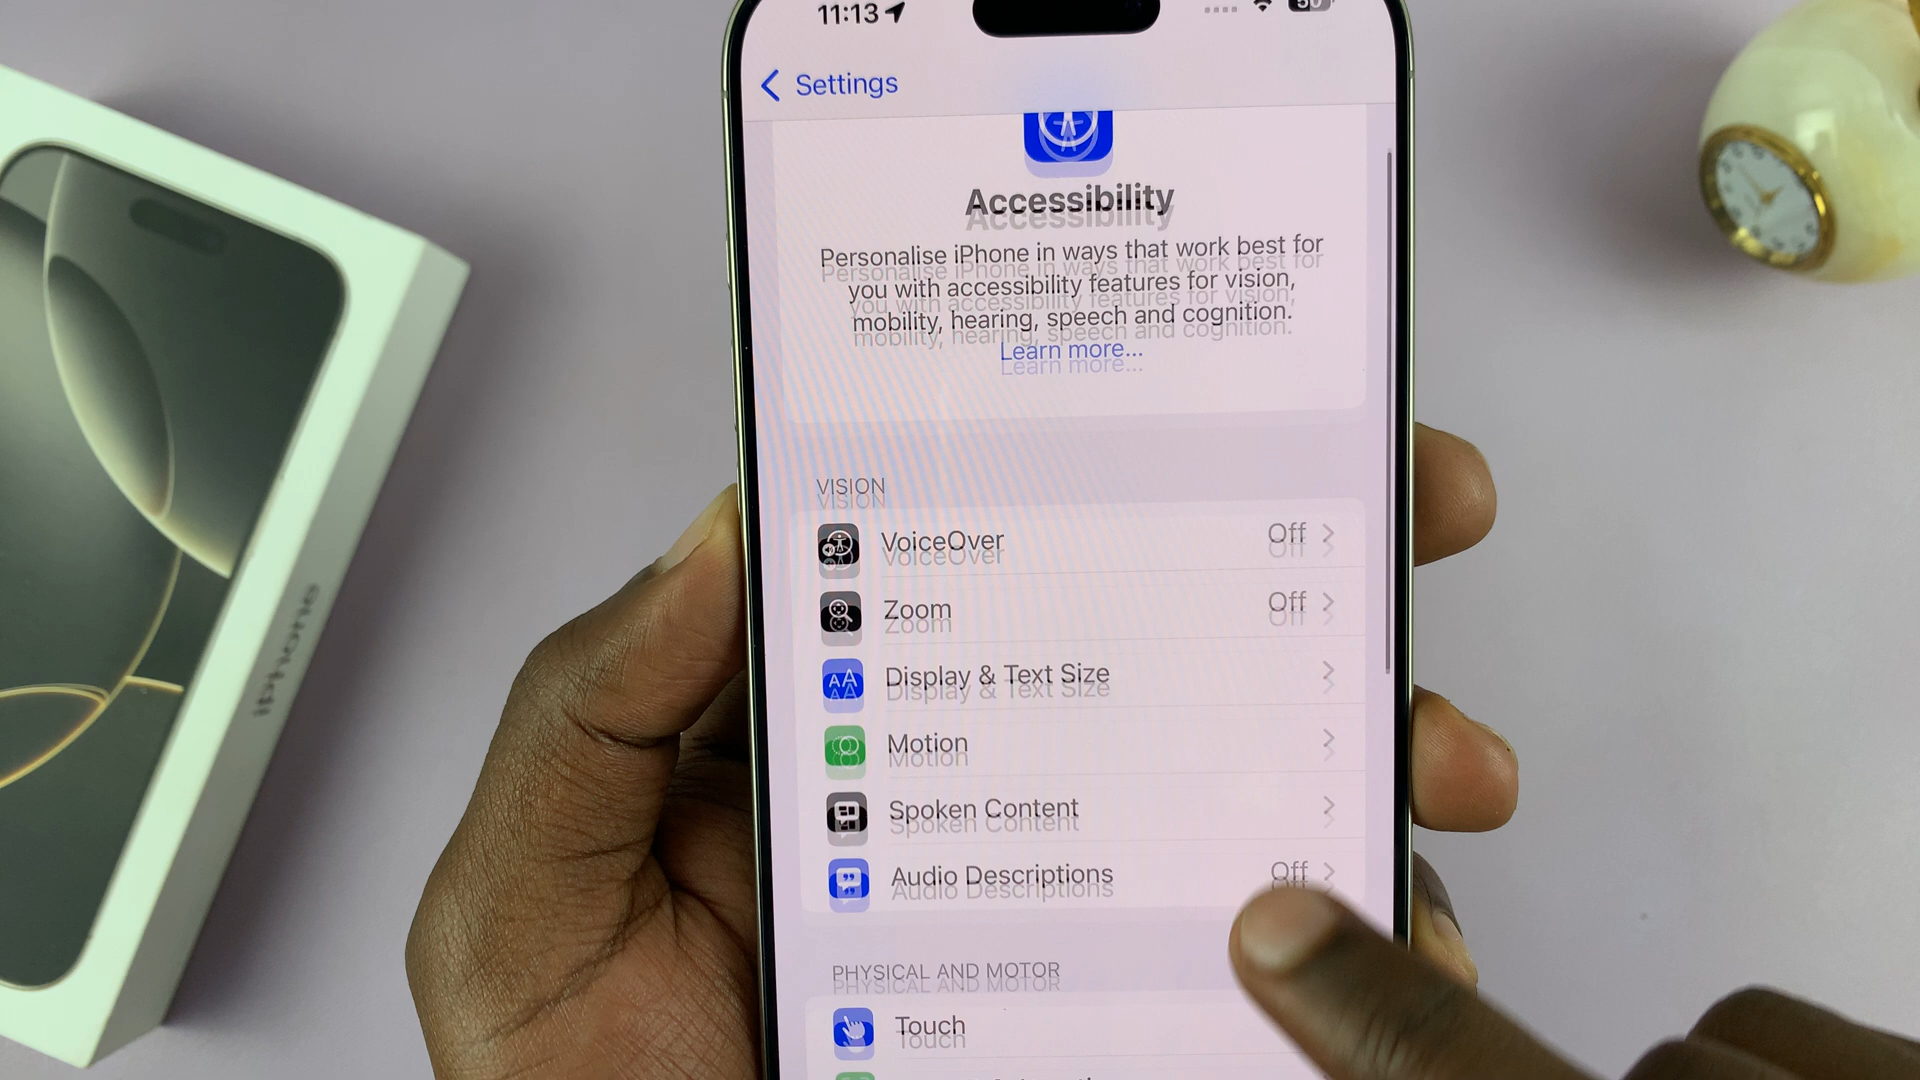 11:13
50
Settings
Accessibility
Personalise iPhone in ways that work best for
you with accessibility features for vision,
mobility, hearing, speech and cognition.
Learn more...
VISION
VoiceOver Off
Zoom Off
Display & Text Size
Motion
Spoken Content
Audio Descriptions Off
PHYSICAL AND MOTOR
Touch
iPhone